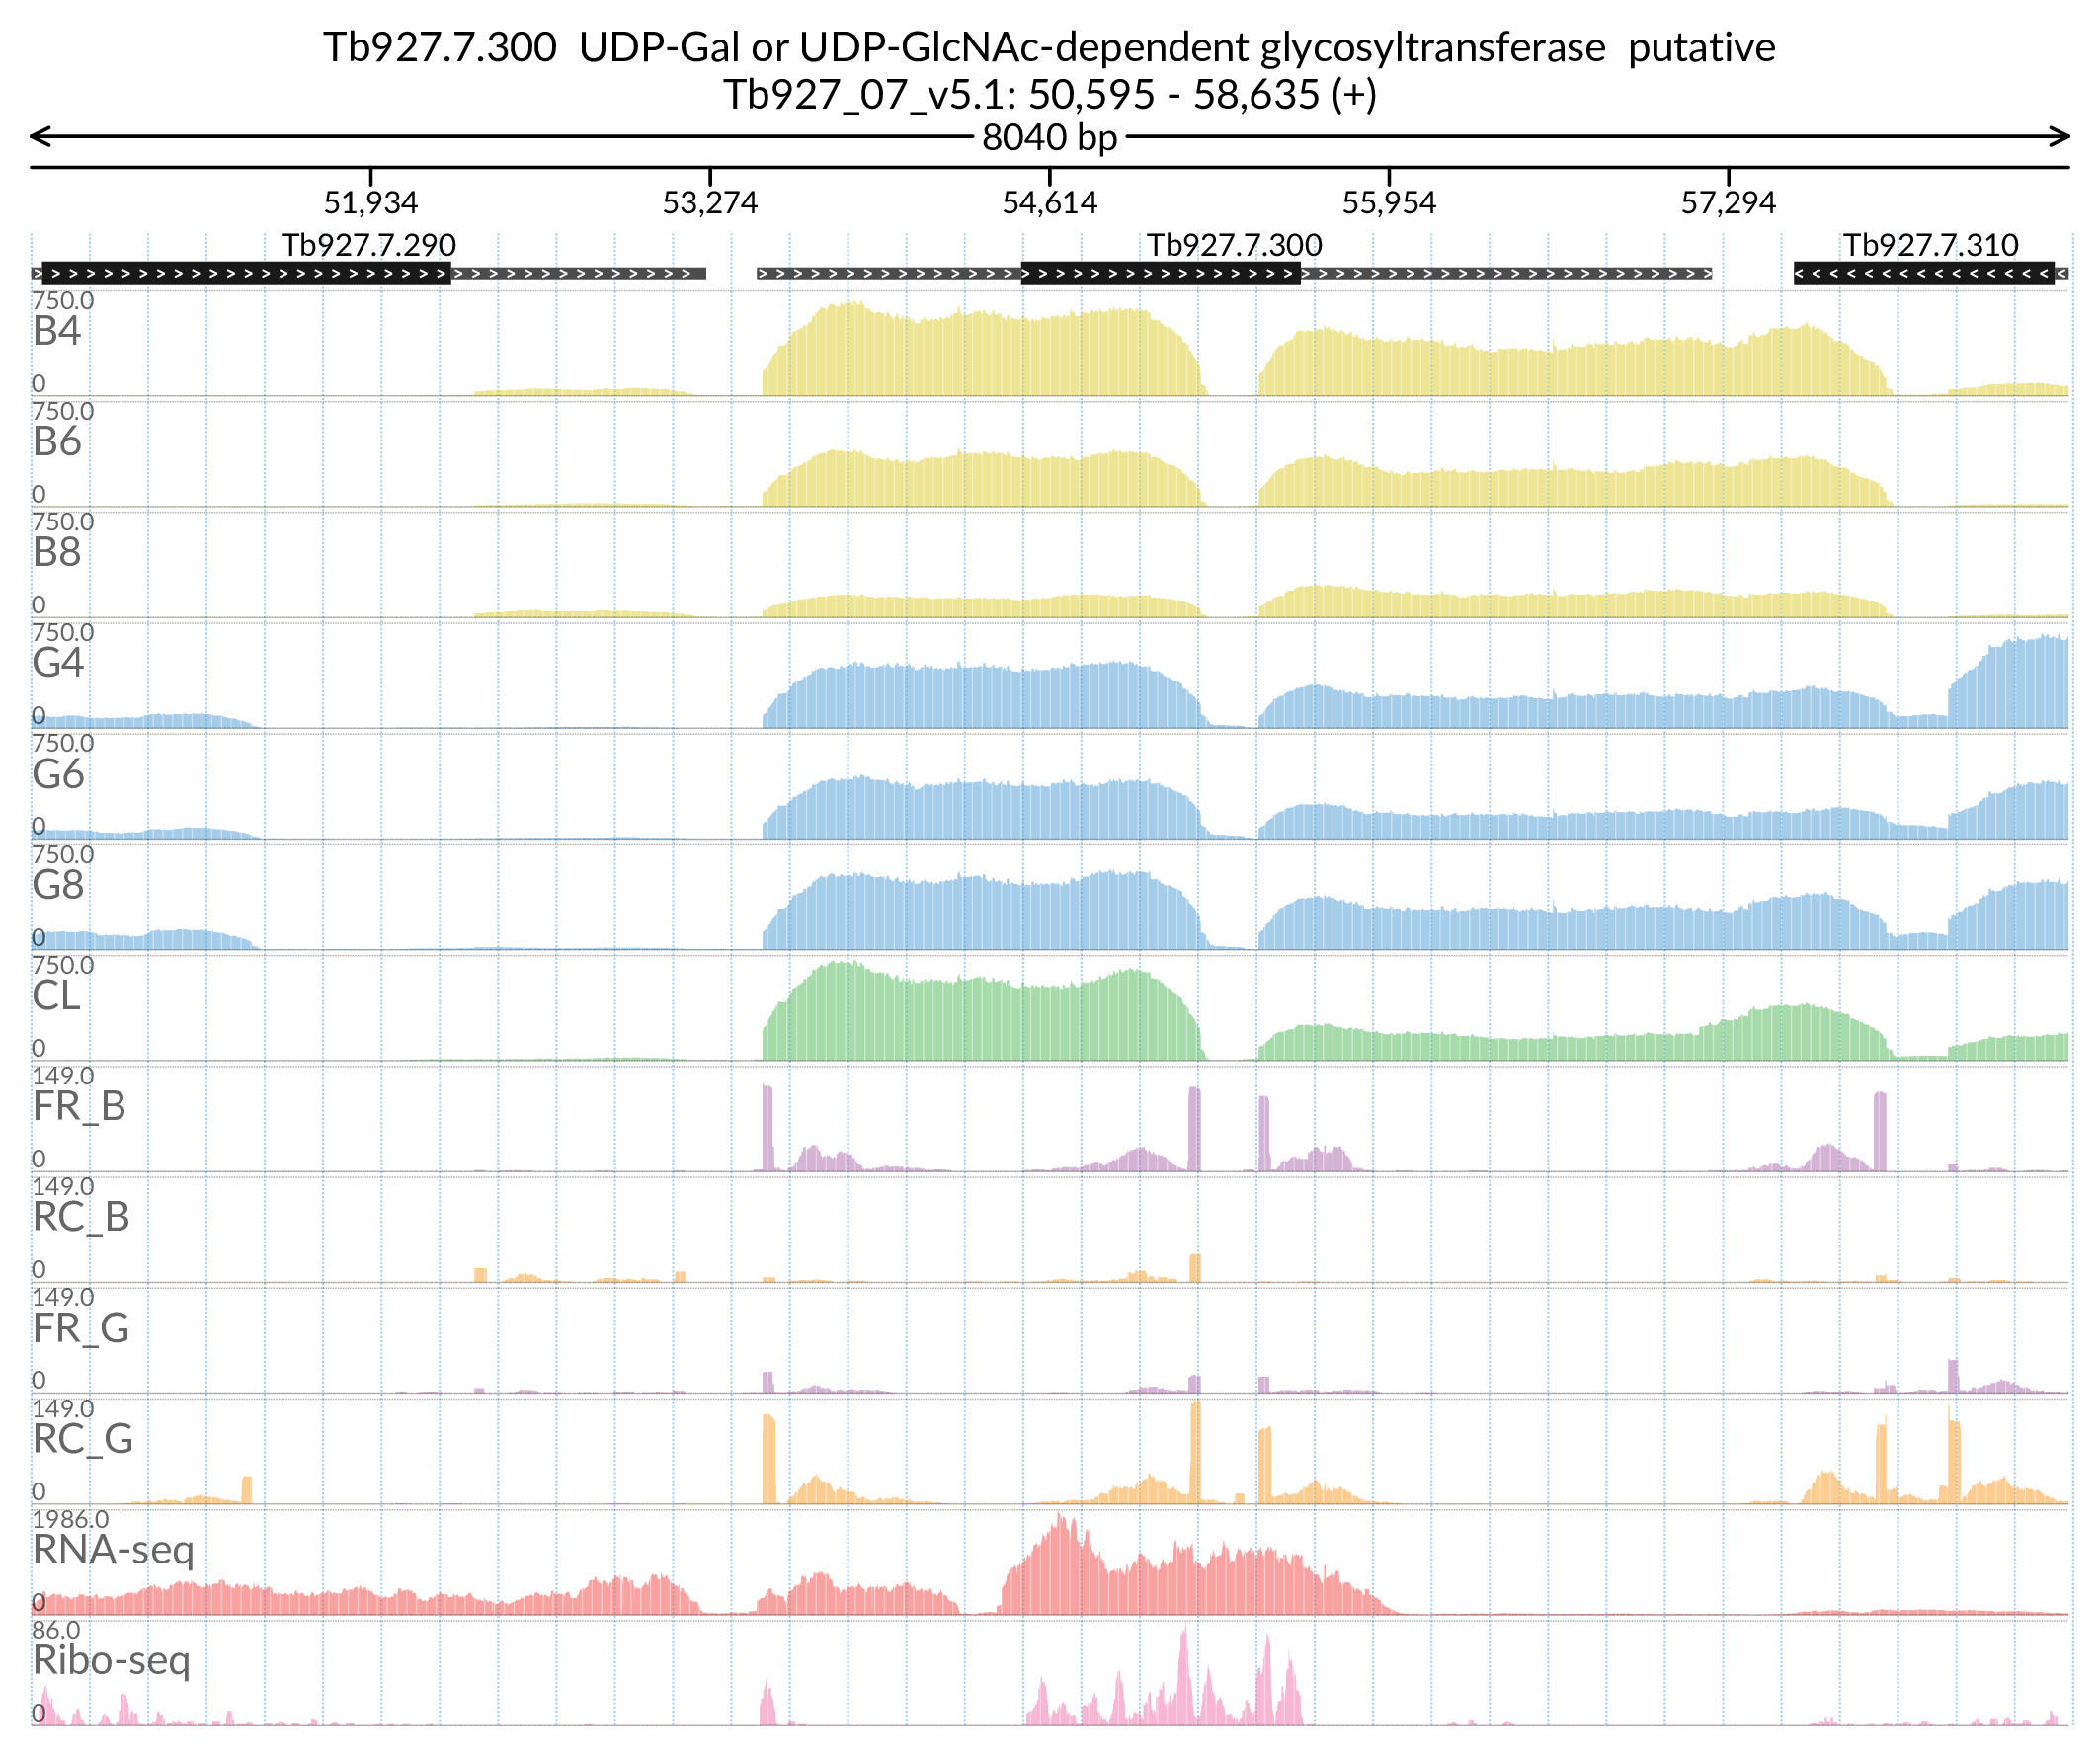 Tb927.7.300  UDP-Gal or UDP-GlcNAc-dependent glycosyltransferase  putative
Tb927_07_v5.1: 50,595 - 58,635 (+)
8040 bp
51,934 53,274 54,614 55,954 57,294
Tb927.7.290 Tb927.7.300 Tb927.7.310
750.0
B4
0
750.0
B6
0
750.0
B8
0
750.0
G4
0
750.0
G6
0
750.0
G8
0
750.0
CL
0
149.0
FR_B
0
149.0
RC_B
0
149.0
FR_G
0
149.0
RC_G
0
1986.0
RNA-seq
0
86.0
Ribo-seq
0